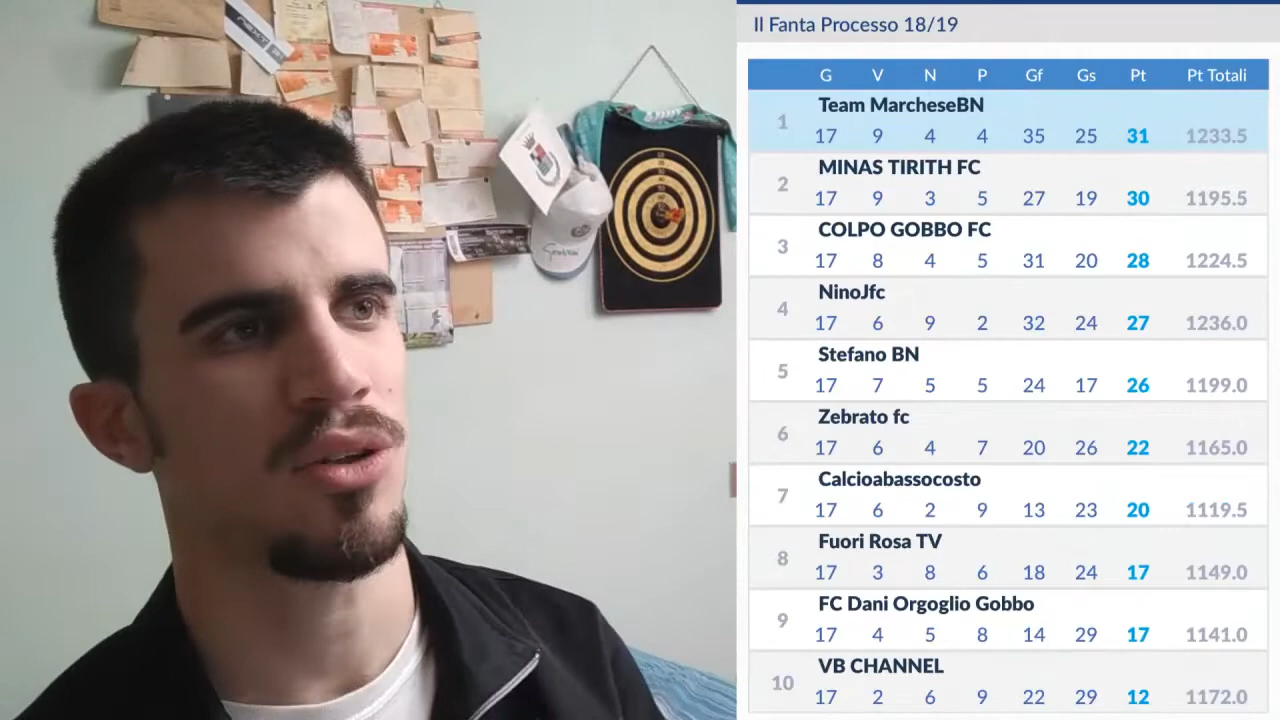 Il Fanta Processo 18/19
G V N P Gf Gs Pt Pt Totali
1 Team MarcheseBN
17 9 4 4 35 25 31 1233.5
2 MINAS TIRITH FC
17 9 3 5 27 19 30 1195.5
3 COLPO GOBBO FC
17 8 4 5 31 20 28 1224.5
4 NinoJfc
17 6 9 2 32 24 27 1236.0
5 Stefano BN
17 7 5 5 24 17 26 1199.0
6 Zebrato fc
17 6 4 7 20 26 22 1165.0
7 Calcioabassocosto
17 6 2 9 13 23 20 1119.5
8 Fuori Rosa TV
17 3 8 6 18 24 17 1149.0
9 FC Dani Orgoglio Gobbo
17 4 5 8 14 29 17 1141.0
10 VB CHANNEL
17 2 6 9 22 29 12 1172.0